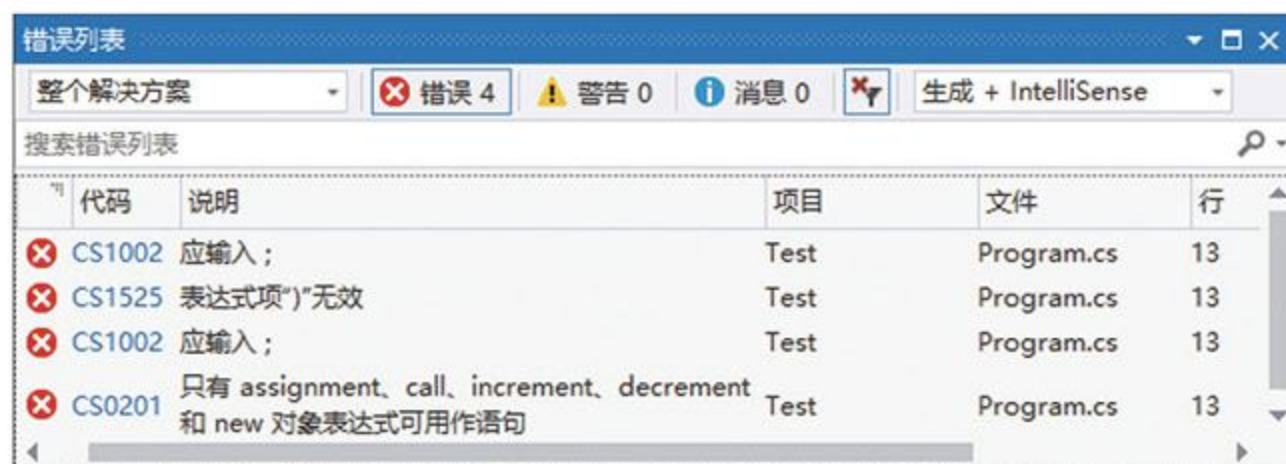 错误列表
整个解决方案 错误 4 警告 0 消息 0 生成 + IntelliSense
搜索错误列表
代码 说明 项目 文件 行
CS1002 应输入 ; Test Program.cs 13
CS1525 表达式项“)”无效 Test Program.cs 13
CS1002 应输入 ; Test Program.cs 13
CS0201 只有 assignment、call、increment、decrement Test Program.cs 13
和 new 对象表达式可用作语句